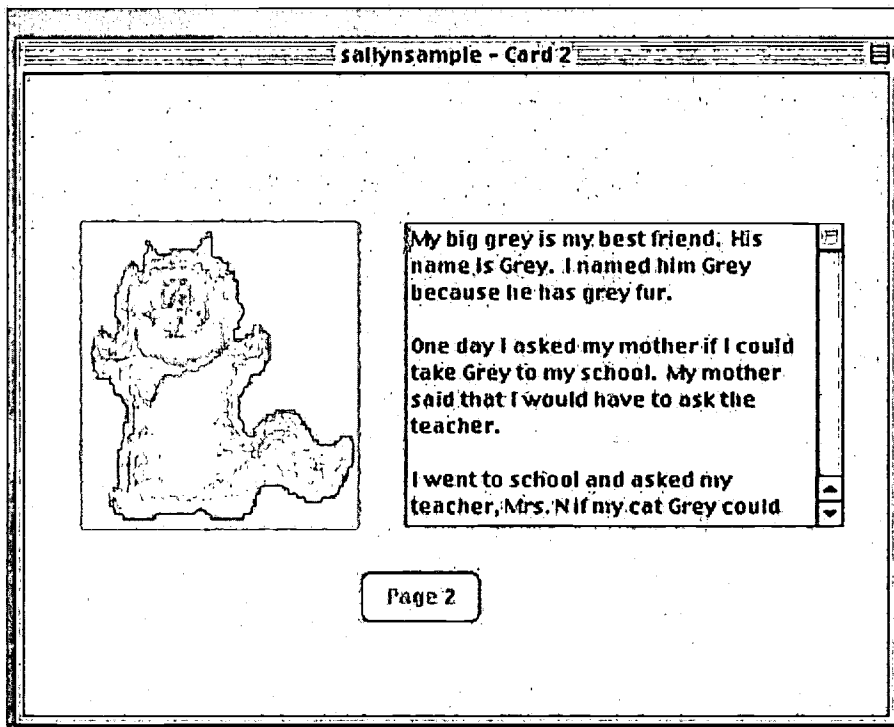 sallynsample - Card 2
My big grey is my best friend. His
name is Grey. I named him Grey
because he has grey fur.
One day I asked my mother if I could
take Grey to my school. My mother
said that I would have to ask the
teacher.
I went to school and asked my
teacher, Mrs. N if my cat Grey could
Page 2